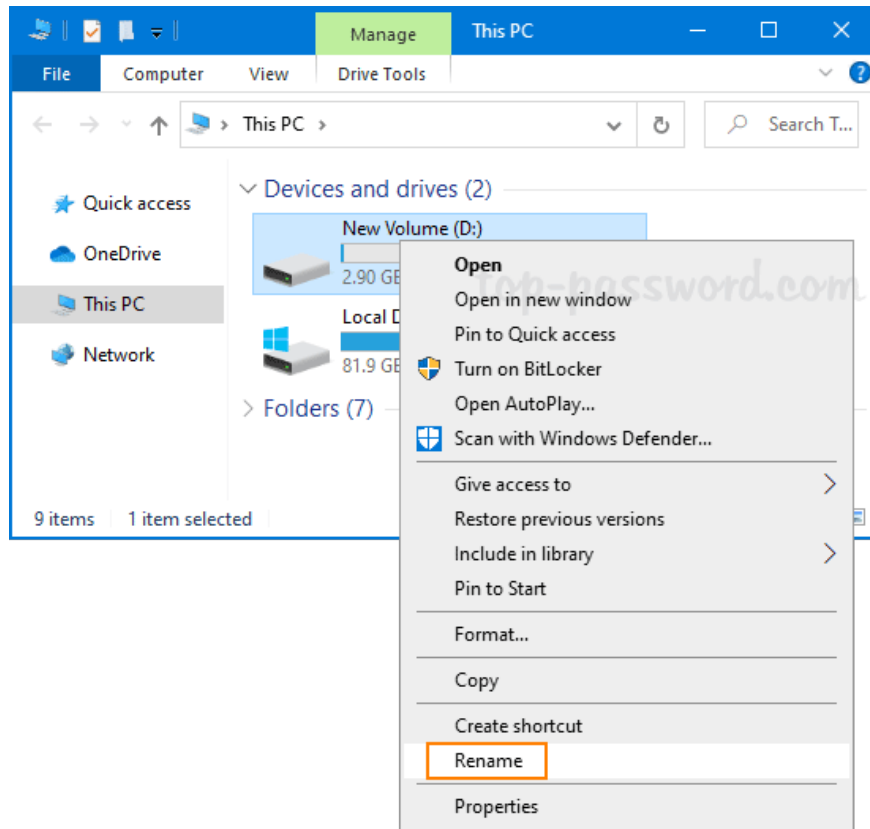 Manage This PC
File Computer View Drive Tools ?
This PC Search T...
Quick access
OneDrive
This PC
Network
Devices and drives (2)
New Volume (D:)
2.90 GB
Local D
81.9 GB
Folders (7)
9 items 1 item selected
top-password.com
Open
Open in new window
Pin to Quick access
Turn on BitLocker
Open AutoPlay...
Scan with Windows Defender...
Give access to
Restore previous versions
Include in library
Pin to Start
Format...
Copy
Create shortcut
Rename
Properties